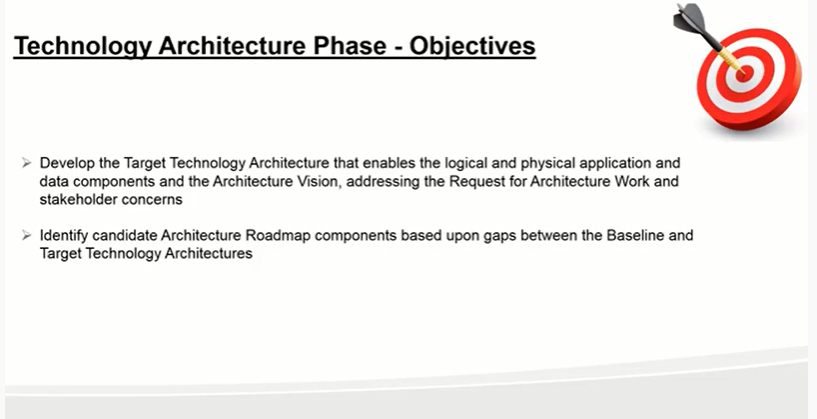 Technology Architecture Phase - Objectives
Develop the Target Technology Architecture that enables the logical and physical application and
data components and the Architecture Vision, addressing the Request for Architecture Work and
stakeholder concerns
Identify candidate Architecture Roadmap components based upon gaps between the Baseline and
Target Technology Architectures